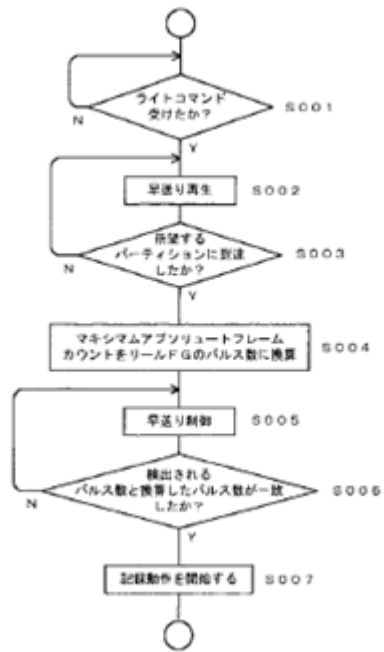 ライトコマンド
受けたか？
S001
N
Y
早送り再生
S002
所望する
パーティションに到達
したか？
S003
N
Y
マキシマムアブソリュートフレーム
カウントをリールFGのパルス数に換算
S004
早送り制御
S005
検出される
パルス数と換算したパルス数が一致
したか？
S006
N
Y
記録動作を開始する
S007